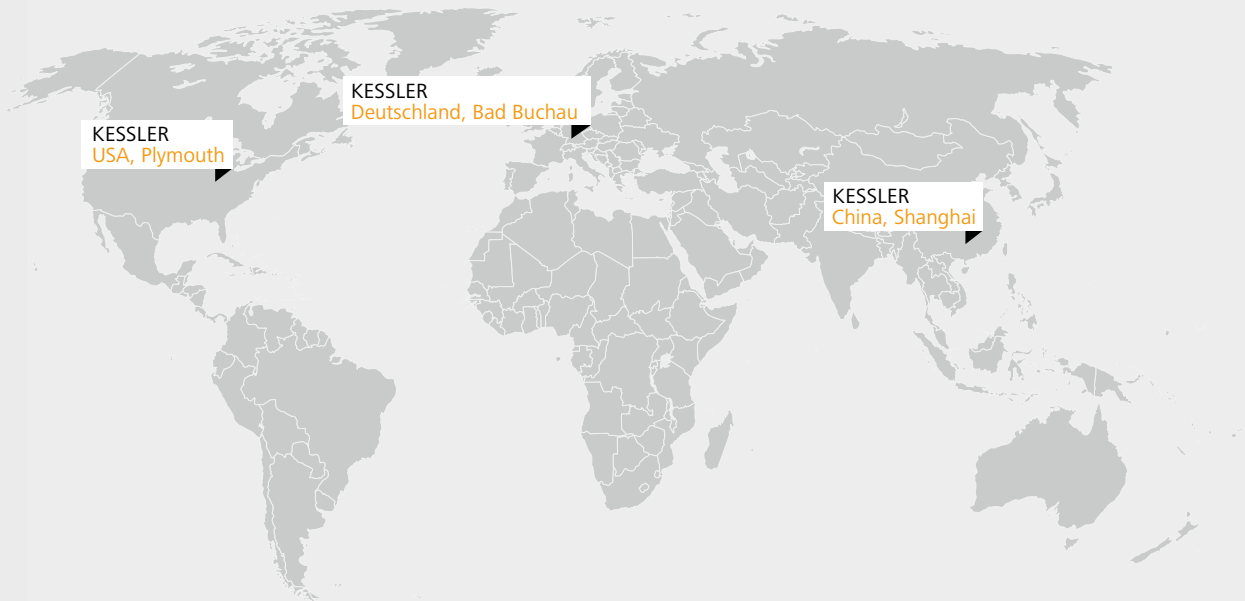 KESSLER
Deutschland, Bad Buchau
KESSLER
USA, Plymouth
KESSLER
China, Shanghai